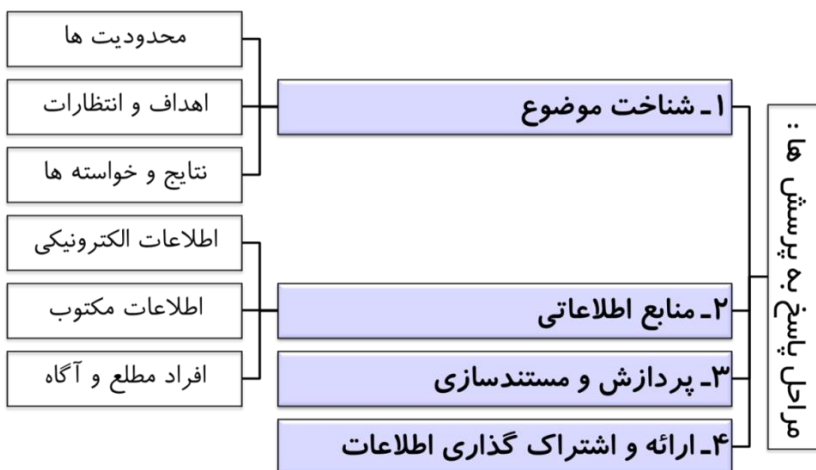 مراحل پاسخ به پرسش ها :
۱ـ شناخت موضوع
محدودیت ها
اهداف و انتظارات
نتایج و خواسته ها
۲ـ منابع اطلاعاتی
اطلاعات الکترونیکی
اطلاعات مکتوب
افراد مطلع و آگاه
۳ـ پردازش و مستندسازی
۴ـ ارائه و اشتراک گذاری اطلاعات